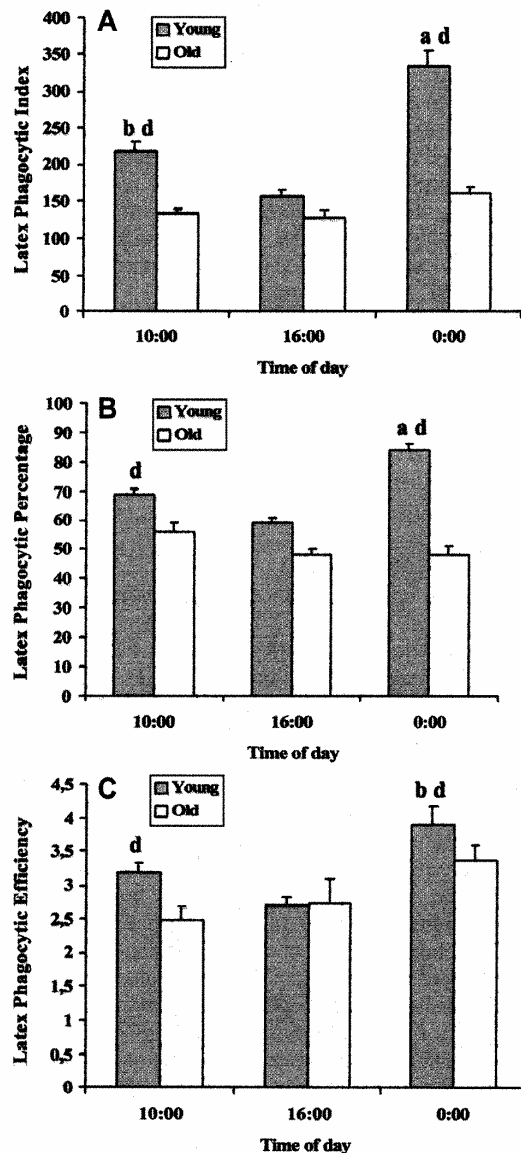 A
Young
Old
Latex Phagocytic Index
400
350
300
250
200
150
100
50
0
b d
a d
10:00 16:00 0:00
Time of day
B
Young
Old
Latex Phagocytic Percentage
100
90
80
70
60
50
40
30
20
10
0
d
a d
10:00 16:00 0:00
Time of day
C
Young
Old
Latex Phagocytic Efficiency
4,5
4
3,5
3
2,5
2
1,5
1
0,5
0
d
b d
10:00 16:00 0:00
Time of day